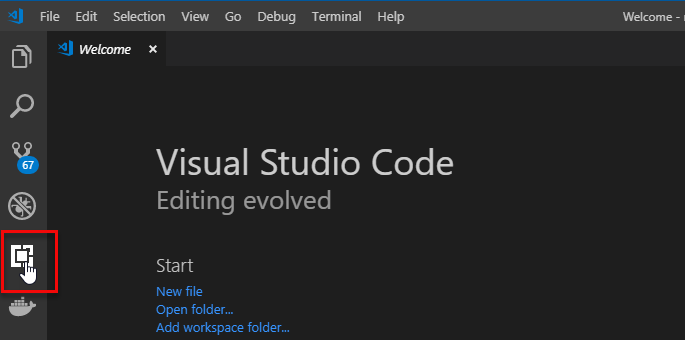 File Edit Selection View Go Debug Terminal Help Welcome -
Welcome ×
67
Visual Studio Code
Editing evolved
Start
New file
Open folder...
Add workspace folder...